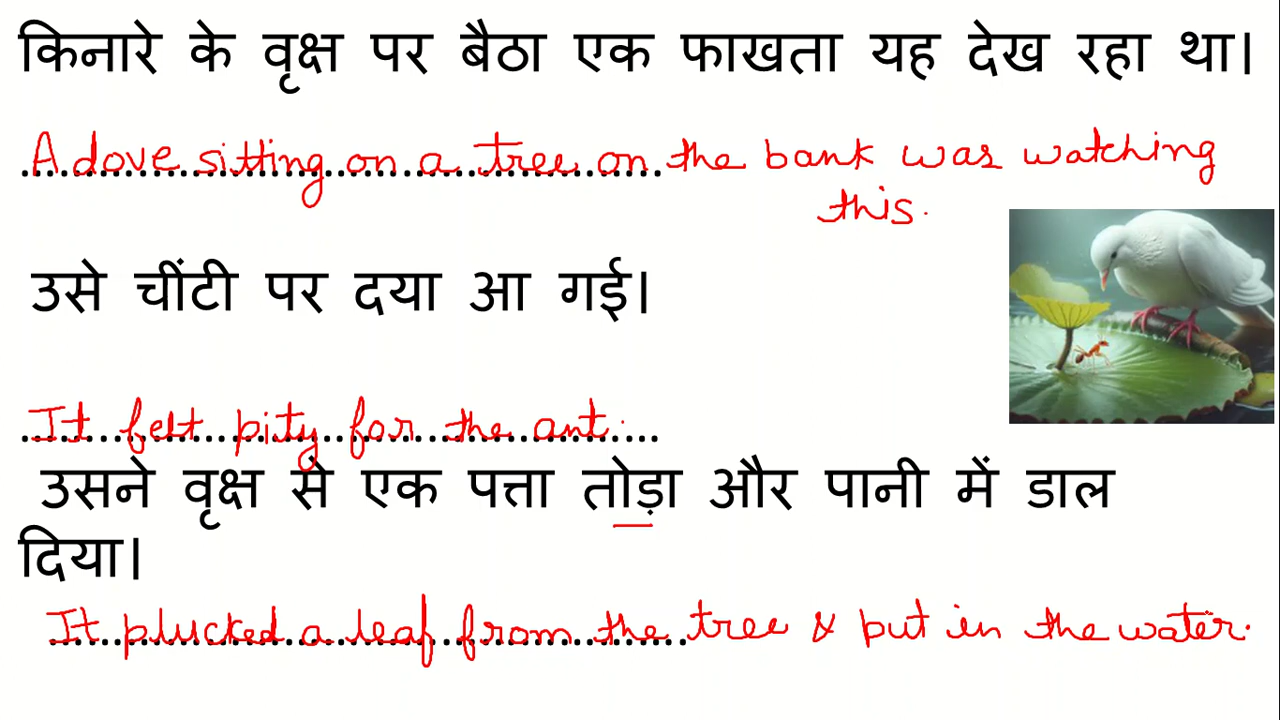 किनारे के वृक्ष पर बैठा एक फाखता यह देख रहा था।
A dove sitting on a tree on the bank was watching
this.
उसे चींटी पर दया आ गई।
It felt pity for the ant.
उसने वृक्ष से एक पत्ता तोड़ा और पानी में डाल
दिया।
It plucked a leaf from the tree & put in the water.